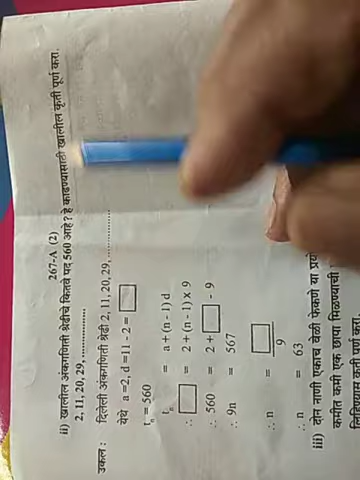 267-A (2)
ii) खालील अंकगणिती श्रेढीचे कितवे पद 560 आहे? हे काढण्यासाठी खालील कृती पूर्ण करा.
2, 11, 20, 29, ...............
उकल : दिलेली अंकगणिती श्रेढी 2, 11, 20, 29, ...............
येथे a =2, d =11 - 2 = □
tn = 560
tn = a + (n - 1) d
∴ □ = 2 + (n - 1) x 9
∴ 560 = 2 + □ - 9
∴ 9n = 567
∴ n = □/9
∴ n = 63
iii) दोन नाणी एकाच वेळी फेकणे या
कमीत कमी एक छापा मिळण्याची
कृती पूर्ण करा.